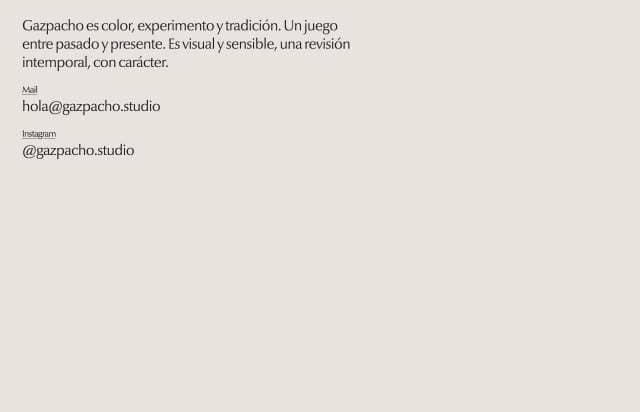 Gazpacho es color, experimento y tradición. Un juego
entre pasado y presente. Es visual y sensible, una revisión
intemporal, con carácter.
Mail
hola@gazpacho.studio
Instagram
@gazpacho.studio